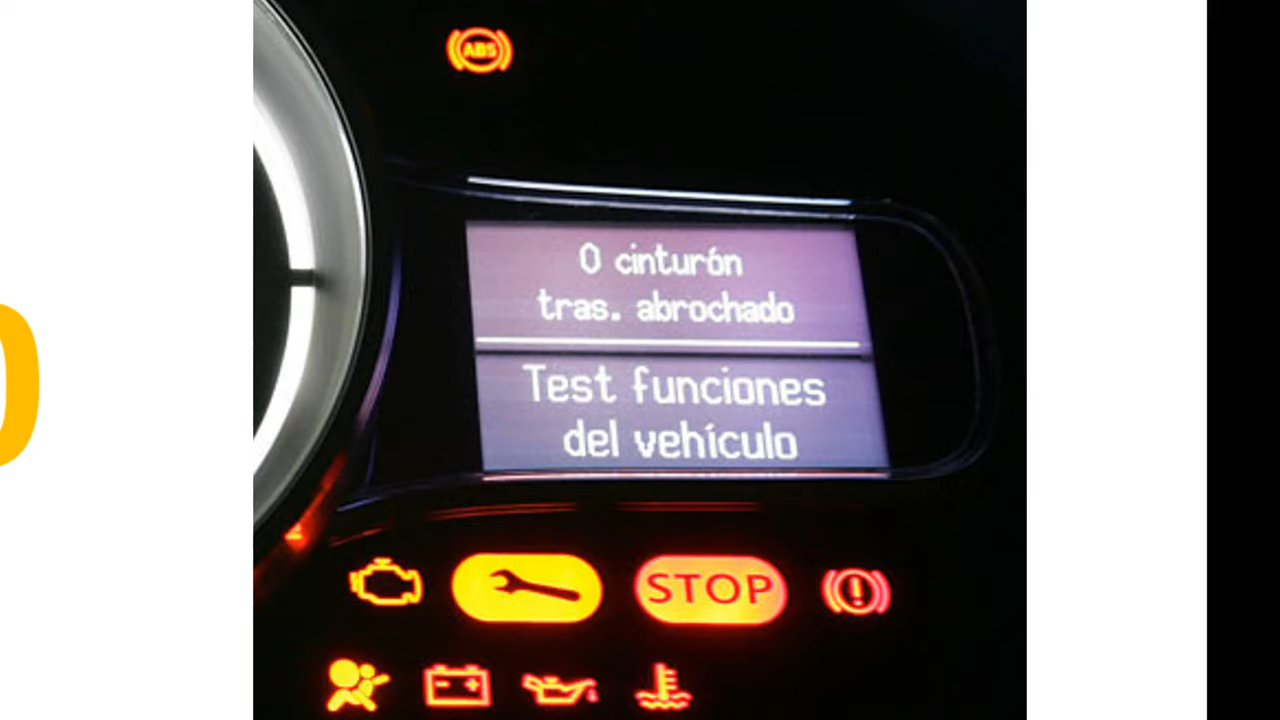 ABS
0 cinturón
tras. abrochado
Test funciones
del vehículo
STOP